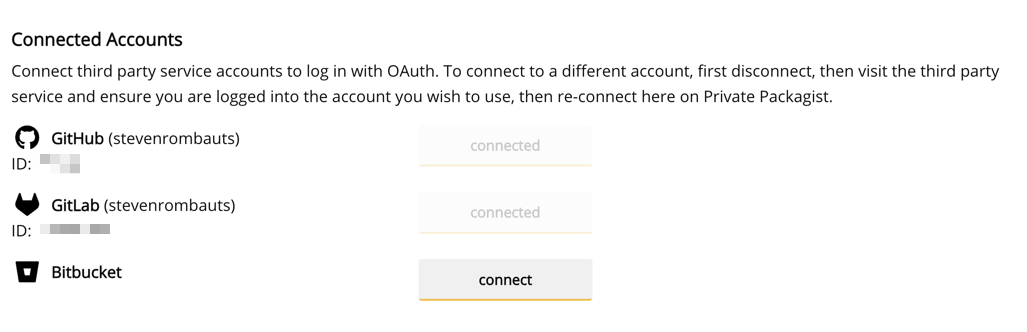 Connected Accounts
Connect third party service accounts to log in with OAuth. To connect to a different account, first disconnect, then visit the third party
service and ensure you are logged into the account you wish to use, then re-connect here on Private Packagist.
GitHub (stevenrombauts)
connected
ID:
GitLab (stevenrombauts)
connected
ID:
Bitbucket
connect